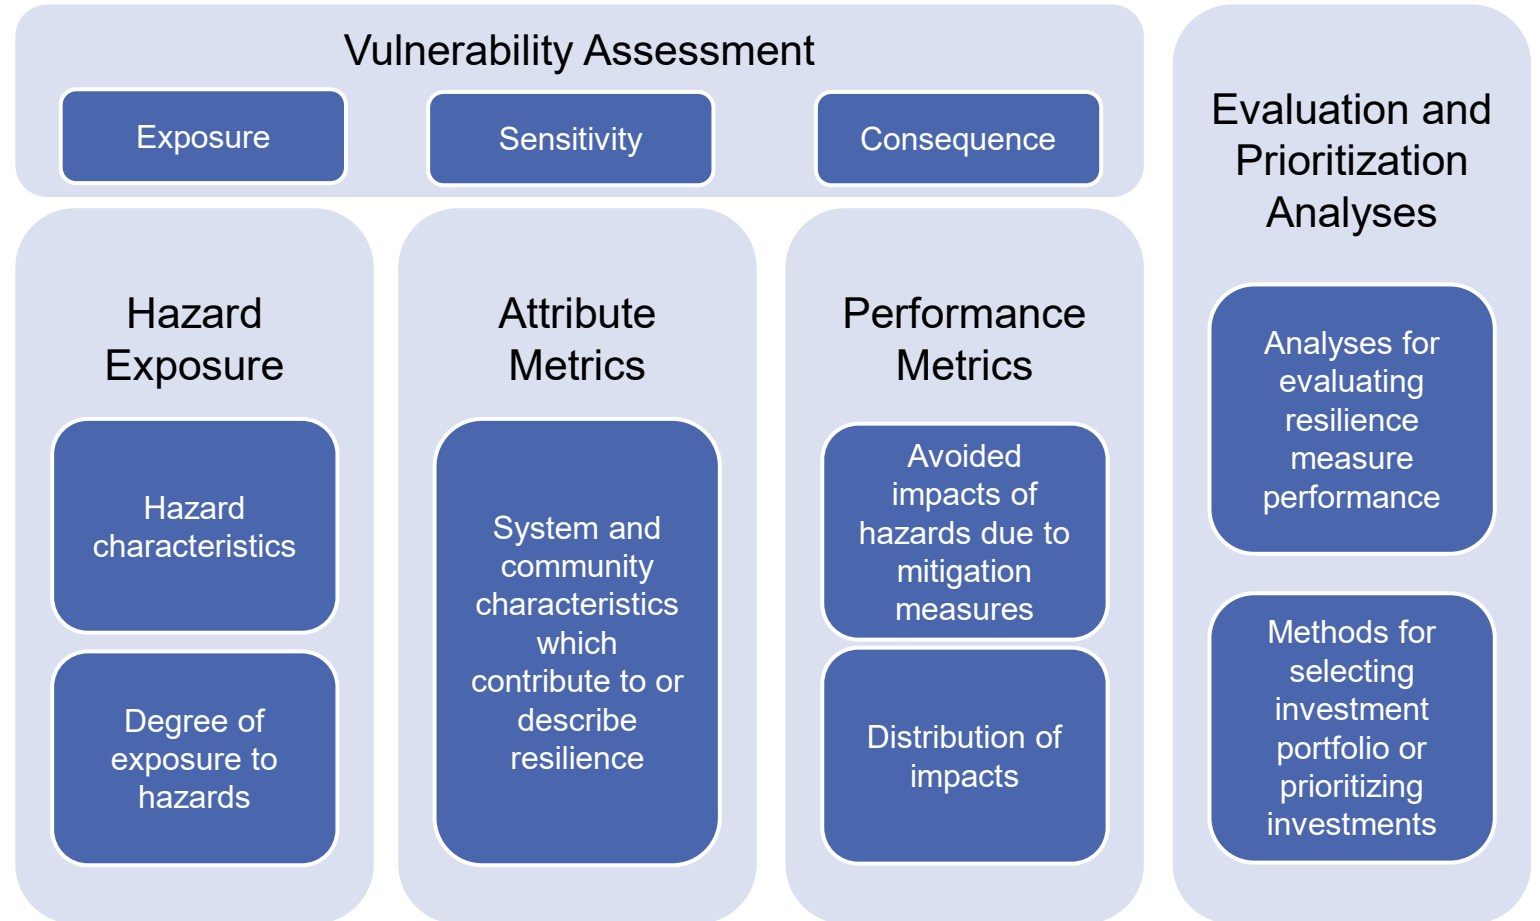 Vulnerability Assessment
Exposure
Sensitivity
Consequence
Hazard
Exposure
Hazard
characteristics
Degree of
exposure to
hazards
Attribute
Metrics
System and
community
characteristics
which
contribute to or
describe
resilience
Performance
Metrics
Avoided
impacts of
hazards due to
mitigation
measures
Distribution of
impacts
Evaluation and
Prioritization
Analyses
Analyses for
evaluating
resilience
measure
performance
Methods for
selecting
investment
portfolio or
prioritizing
investments